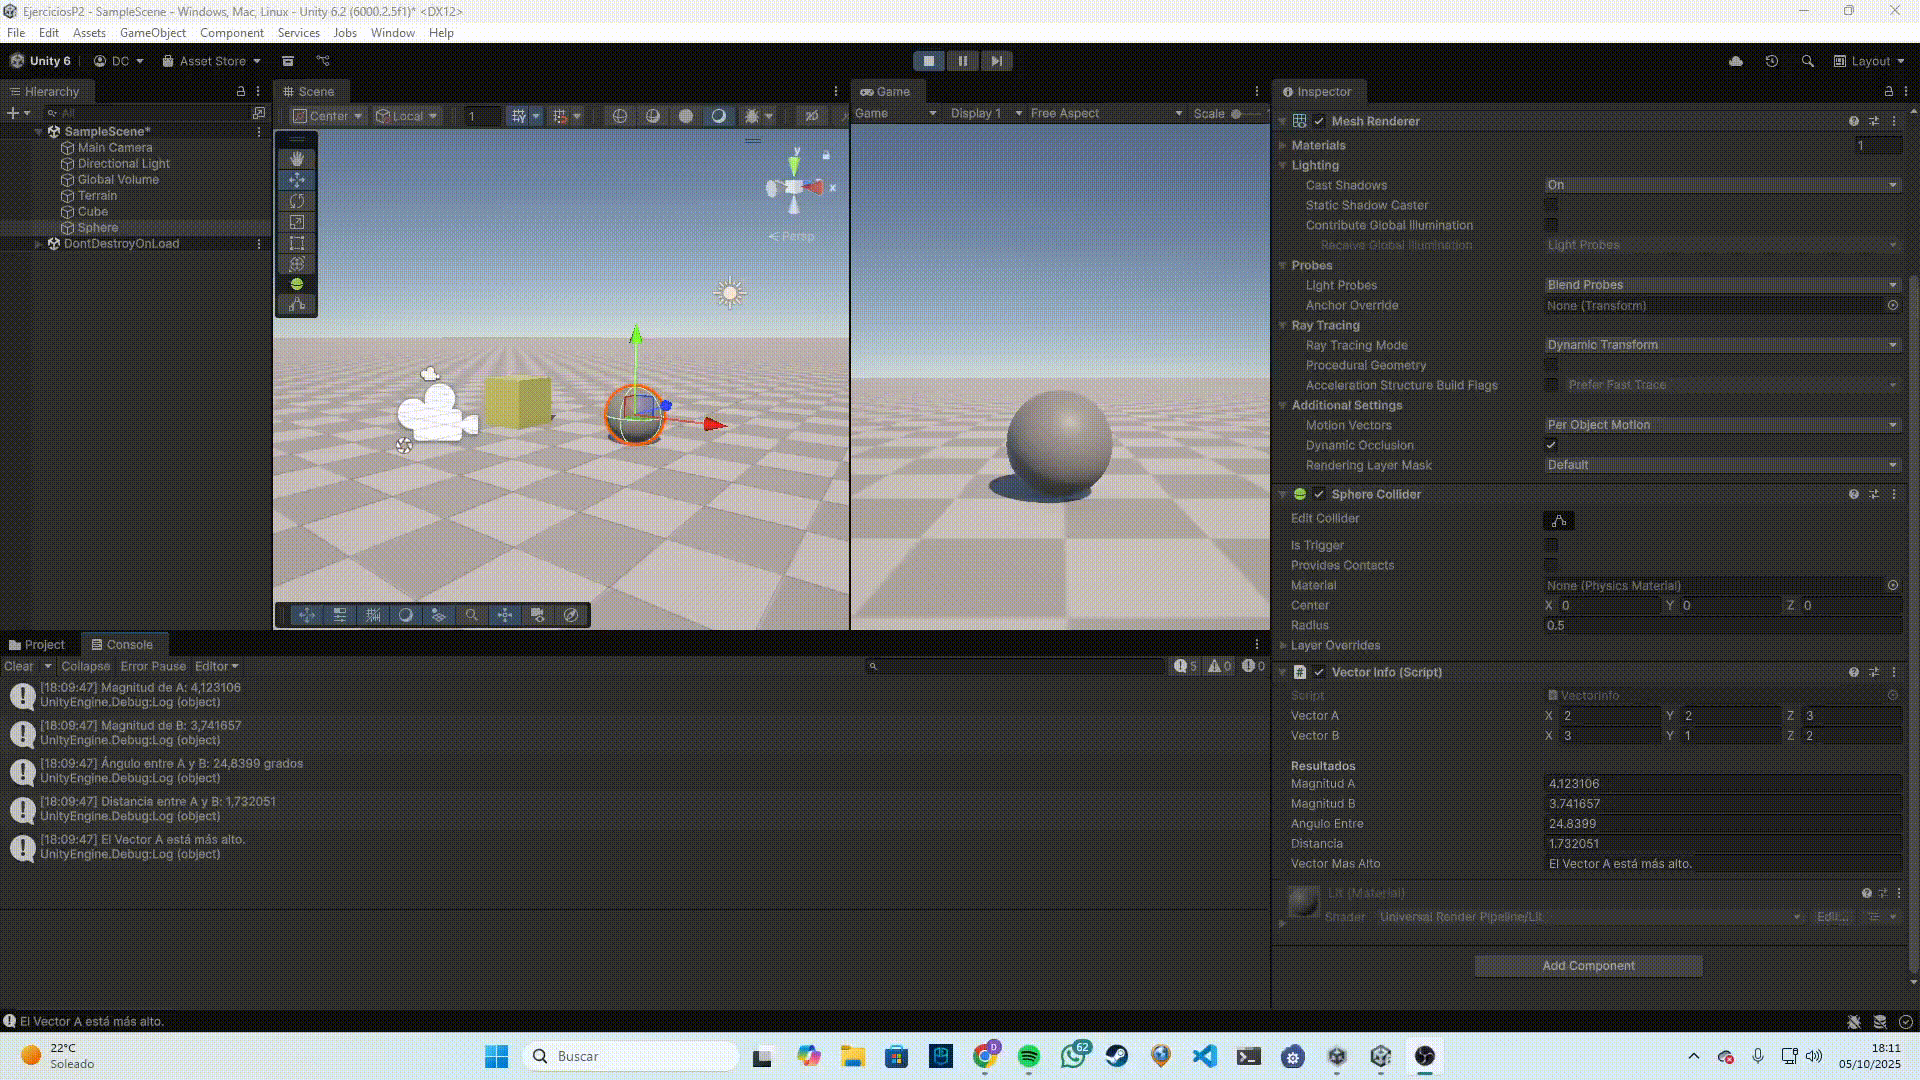 EjerciciosP2 - SampleScene - Windows, Mac, Linux - Unity 6.2 (6000.2.5f1)* <DX12>
File Edit Assets GameObject Component Services Jobs Window Help
Unity 6 DC Asset Store Layout
Hierarchy
All
SampleScene*
Main Camera
Directional Light
Global Volume
Terrain
Cube
Sphere
DontDestroyOnLoad
Scene
Center Local 1 2D
y
x
Persp
Game
Game Display 1 Free Aspect Scale
Inspector
Mesh Renderer
Materials 1
Lighting
Cast Shadows On
Static Shadow Caster
Contribute Global Illumination
Receive Global Illumination Light Probes
Probes
Light Probes Blend Probes
Anchor Override None (Transform)
Ray Tracing
Ray Tracing Mode Dynamic Transform
Procedural Geometry
Acceleration Structure Build Flags Prefer Fast Trace
Additional Settings
Motion Vectors Per Object Motion
Dynamic Occlusion
Rendering Layer Mask Default
Sphere Collider
Edit Collider
Is Trigger
Provides Contacts
Material None (Physics Material)
Center X 0 Y 0 Z 0
Radius 0.5
Layer Overrides
Vector Info (Script)
Script VectorInfo
Vector A X 2 Y 2 Z 3
Vector B X 3 Y 1 Z 2
Resultados
Magnitud A 4.123106
Magnitud B 3.741657
Angulo Entre 24.8399
Distancia 1.732051
Vector Mas Alto El Vector A está más alto.
Lit (Material)
Shader Universal Render Pipeline/Lit Edit...
Add Component
Project Console
Clear Collapse Error Pause Editor 5 0 0
[18:09:47] Magnitud de A: 4,123106
UnityEngine.Debug:Log (object)
[18:09:47] Magnitud de B: 3,741657
UnityEngine.Debug:Log (object)
[18:09:47] Ángulo entre A y B: 24,8399 grados
UnityEngine.Debug:Log (object)
[18:09:47] Distancia entre A y B: 1,732051
UnityEngine.Debug:Log (object)
[18:09:47] El Vector A está más alto.
UnityEngine.Debug:Log (object)
El Vector A está más alto.
22°C
Soleado
Buscar
D
62
18:11
05/10/2025